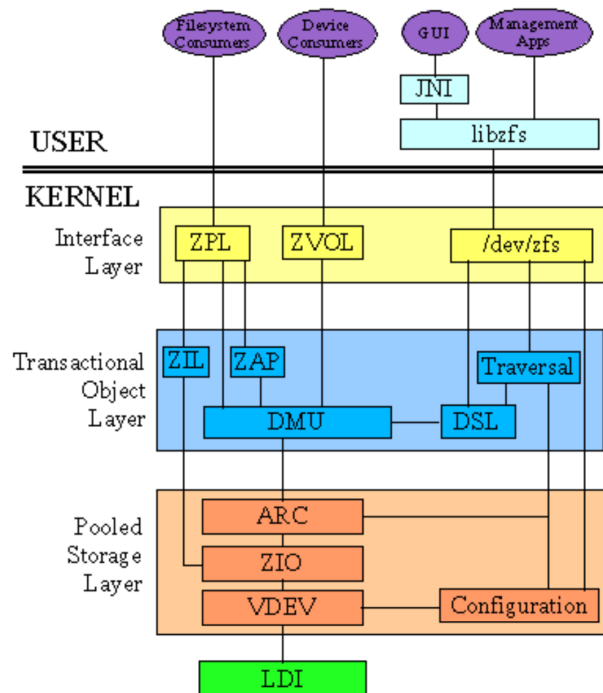 Filesystem
Consumers
Device
Consumers
GUI
Management
Apps
JNI
libzfs
USER
KERNEL
Interface
Layer
ZPL
ZVOL
/dev/zfs
Transactional
Object
Layer
ZIL
ZAP
Traversal
DMU
DSL
Pooled
Storage
Layer
ARC
ZIO
VDEV
Configuration
LDI